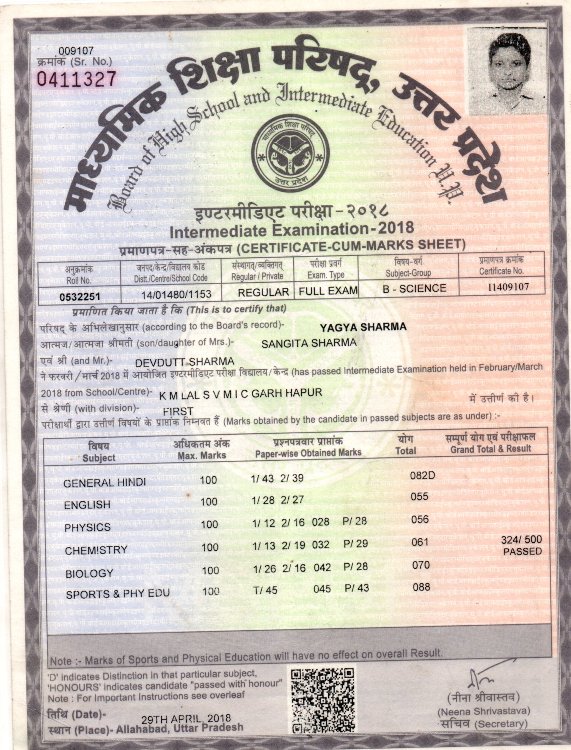 009107
क्रमांक (Sr. No.)
0411327
माध्यमिक शिक्षा परिषद, उत्तर प्रदेश
Board of High School and Intermediate Education U.P.
माध्यमिक शिक्षा परिषद्
उत्तर प्रदेश
इण्टरमीडिएट परीक्षा - २०१८
Intermediate Examination - 2018
प्रमाणपत्र-सह-अंकपत्र (CERTIFICATE-CUM-MARKS SHEET)
अनुक्रमांक जनपद/केन्द्र/विद्यालय कोड संस्थागत/व्यक्तिगत परीक्षा प्रवर्ग विषय-वर्ग प्रमाणपत्र क्रमांक
Roll No. Distt./Centre/School Code Regular / Private Exam. Type Subject-Group Certificate No.
0532251 14/01480/1153 REGULAR FULL EXAM B - SCIENCE 11409107
प्रमाणित किया जाता है कि (This is to certify that)
परिषद के अभिलेखानुसार (according to the Board's record)- YAGYA SHARMA
आत्मज/आत्मजा श्रीमती (son/daughter of Mrs.)- SANGITA SHARMA
एवं श्री (and Mr.)- DEVDUTT SHARMA
ने फरवरी / मार्च 2018 में आयोजित इण्टरमीडिएट परीक्षा विद्यालय/केन्द्र (has passed Intermediate Examination held in February/March
2018 from School/Centre)- K M LAL S V M I C GARH HAPUR में उत्तीर्ण की है।
से श्रेणी (with division)- FIRST
परीक्षार्थी द्वारा उत्तीर्ण विषयों के प्राप्तांक निम्नवत हैं (Marks obtained by the candidate in passed subjects are as under) :-
विषय अधिकतम अंक प्रश्नपत्रवार प्राप्तांक योग सम्पूर्ण योग एवं परीक्षाफल
Subject Max. Marks Paper-wise Obtained Marks Total Grand Total & Result
GENERAL HINDI 100 1/ 43 2/ 39 082D
ENGLISH 100 1/ 28 2/ 27 055
PHYSICS 100 1/ 12 2/ 16 028 P/ 28 056
CHEMISTRY 100 1/ 13 2/ 19 032 P/ 29 061 324/ 500
PASSED
BIOLOGY 100 1/ 26 2/ 16 042 P/ 28 070
SPORTS & PHY EDU 100 T/ 45 045 P/ 43 088
Note :- Marks of Sports and Physical Education will have no effect on overall Result.
'D' indicates Distinction in that particular subject,
'HONOURS' indicates candidate "passed with honour"
Note : For Important Instructions see overleaf
तिथि (Date)- 29TH APRIL, 2018
स्थान (Place)- Allahabad, Uttar Pradesh
(नीना श्रीवास्तव)
(Neena Shrivastava)
सचिव (Secretary)